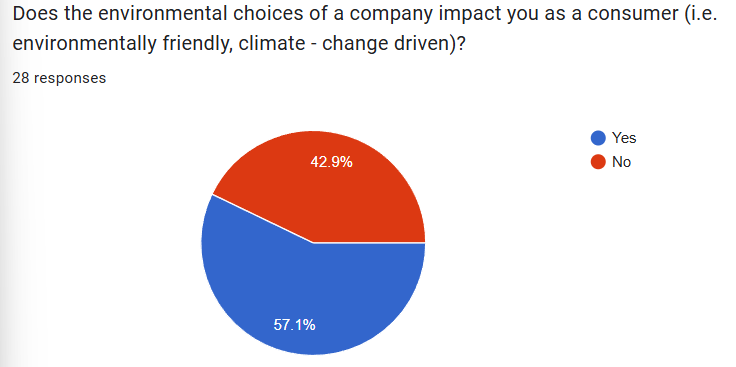 Does the environmental choices of a company impact you as a consumer (i.e.
environmentally friendly, climate - change driven)?
28 responses
Yes
No
42.9%
57.1%